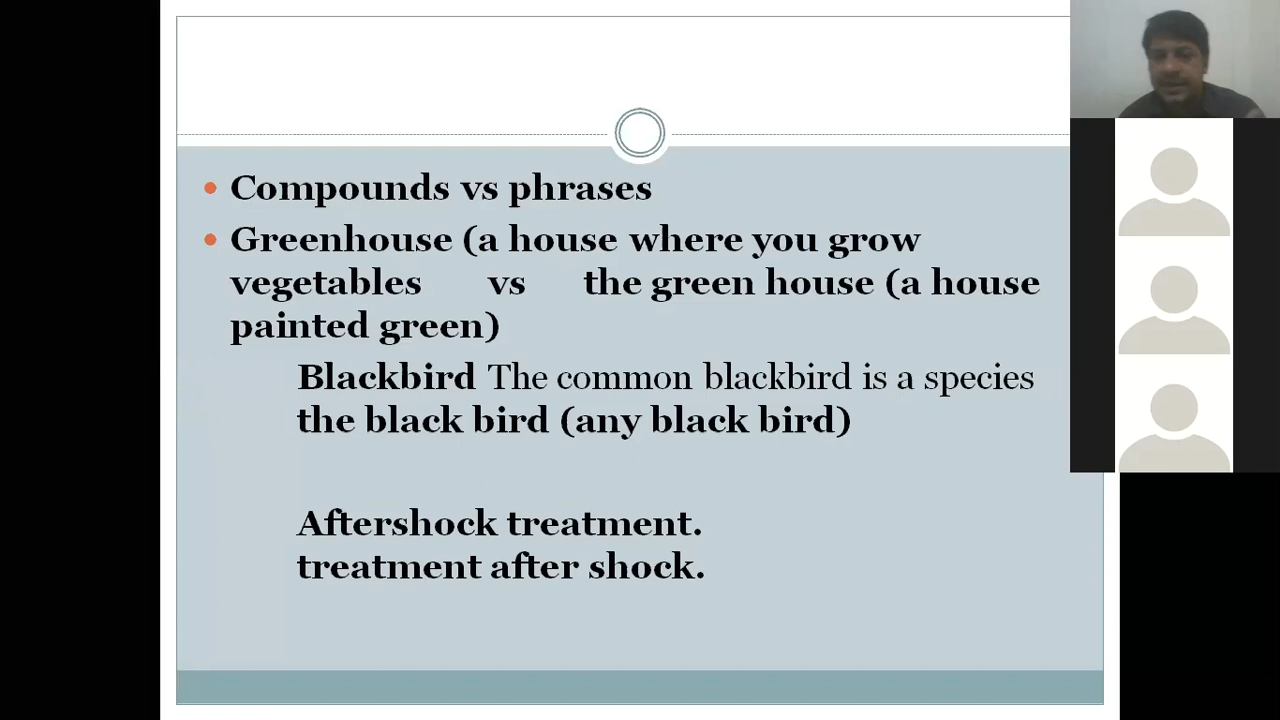 Compounds vs phrases
Greenhouse (a house where you grow
vegetables vs the green house (a house
painted green)
Blackbird The common blackbird is a species
the black bird (any black bird)
Aftershock treatment.
treatment after shock.